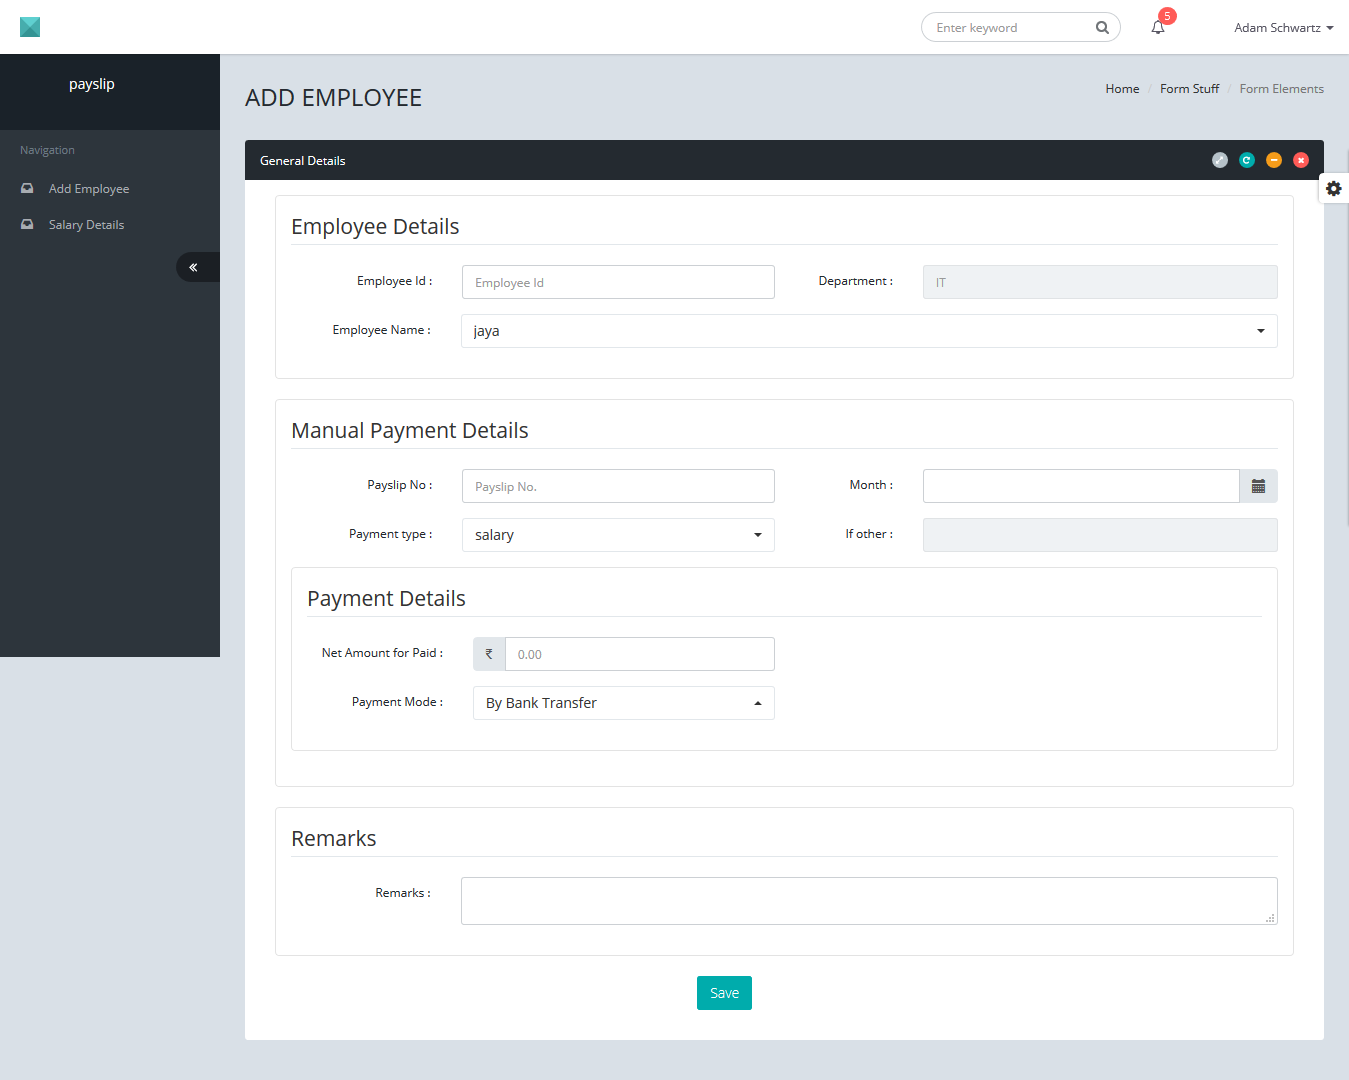 Enter keyword
5
Adam Schwartz
payslip
Navigation
Add Employee
Salary Details
ADD EMPLOYEE
Home / Form Stuff / Form Elements
General Details
Employee Details
Employee Id :
Employee Id
Department :
IT
Employee Name :
jaya
Manual Payment Details
Payslip No :
Payslip No.
Month :
Payment type :
salary
If other :
Payment Details
Net Amount for Paid :
₹
0.00
Payment Mode :
By Bank Transfer
Remarks
Remarks :
Save